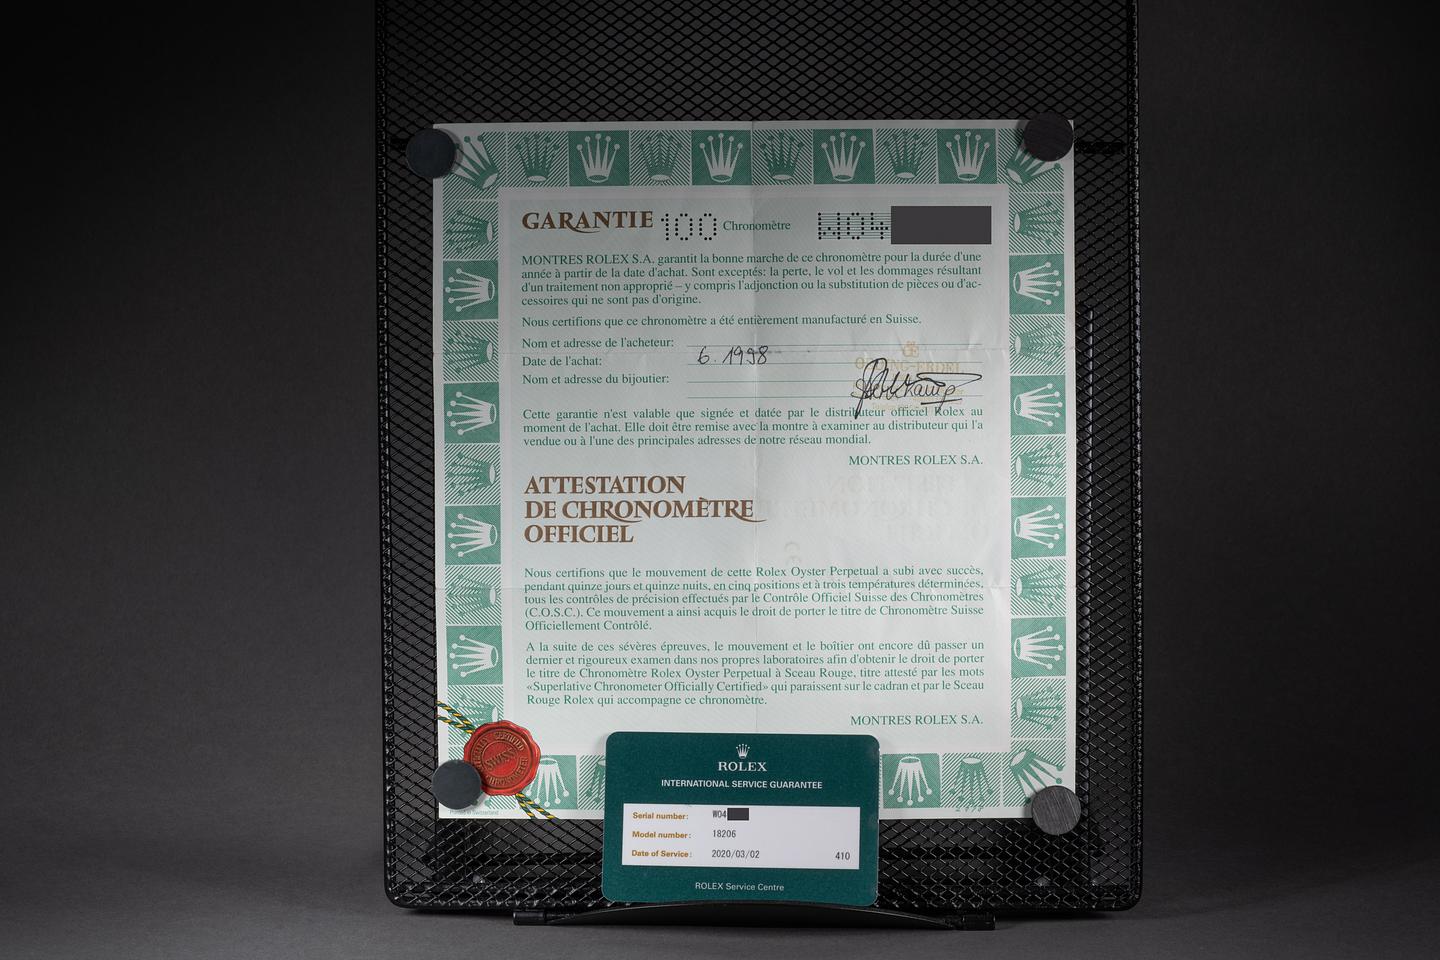 GARANTIE 100 Chronomètre W04
MONTRES ROLEX S.A. garantit la bonne marche de ce chronomètre pour la durée d'une
année à partir de la date d'achat. Sont exceptés: la perte, le vol et les dommages résultant
d'un traitement non approprié – y compris l'adjonction ou la substitution de pièces ou d'ac-
cessoires qui ne sont pas d'origine.
Nous certifions que ce chronomètre a été entièrement manufacturé en Suisse.
Nom et adresse de l'acheteur:
Date de l'achat: 6. 1998
Nom et adresse du bijoutier:
Cette garantie n'est valable que signée et datée par le distributeur officiel Rolex au
moment de l'achat. Elle doit être remise avec la montre à examiner au distributeur qui l'a
vendue ou à l'une des principales adresses de notre réseau mondial.
MONTRES ROLEX S.A.
ATTESTATION
DE CHRONOMÈTRE
OFFICIEL
Nous certifions que le mouvement de cette Rolex Oyster Perpetual a subi avec succès,
pendant quinze jours et quinze nuits, en cinq positions et à trois températures déterminées,
tous les contrôles de précision effectués par le Contrôle Officiel Suisse des Chronomètres
(C.O.S.C.). Ce mouvement a ainsi acquis le droit de porter le titre de Chronomètre Suisse
Officiellement Contrôlé.
A la suite de ces sévères épreuves, le mouvement et le boîtier ont encore dû passer un
dernier et rigoureux examen dans nos propres laboratoires afin d'obtenir le droit de porter
le titre de Chronomètre Rolex Oyster Perpetual à Sceau Rouge, titre attesté par les mots
«Superlative Chronometer Officially Certified» qui paraissent sur le cadran et par le Sceau
Rouge Rolex qui accompagne ce chronomètre.
MONTRES ROLEX S.A.
SWISS
Printed in Switzerland
ROLEX
INTERNATIONAL SERVICE GUARANTEE
Serial number: W04
Model number: 18206
Date of Service: 2020/03/02 410
ROLEX Service Centre